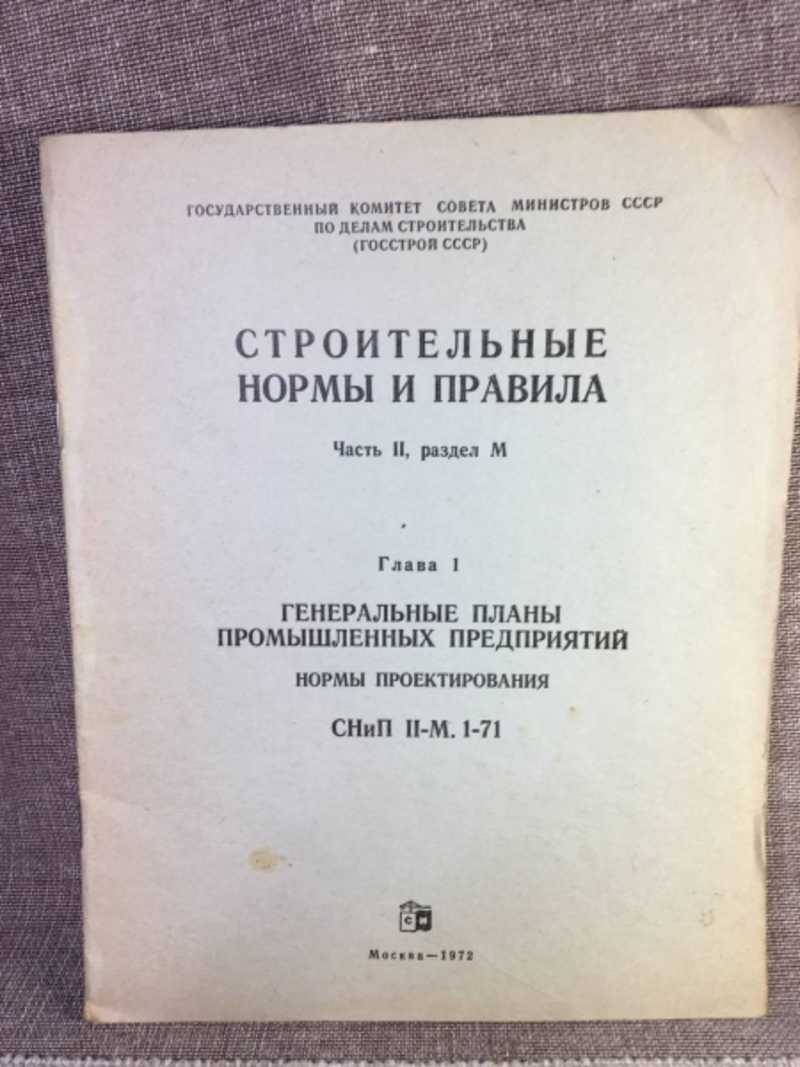 ГОСУДАРСТВЕННЫЙ КОМИТЕТ СОВЕТА МИНИСТРОВ СССР
ПО ДЕЛАМ СТРОИТЕЛЬСТВА
(ГОССТРОЙ СССР)
СТРОИТЕЛЬНЫЕ
НОРМЫ И ПРАВИЛА
Часть II, раздел М
Глава 1
ГЕНЕРАЛЬНЫЕ ПЛАНЫ
ПРОМЫШЛЕННЫХ ПРЕДПРИЯТИЙ
НОРМЫ ПРОЕКТИРОВАНИЯ
СНиП II-М. 1-71
С И
Москва—1972